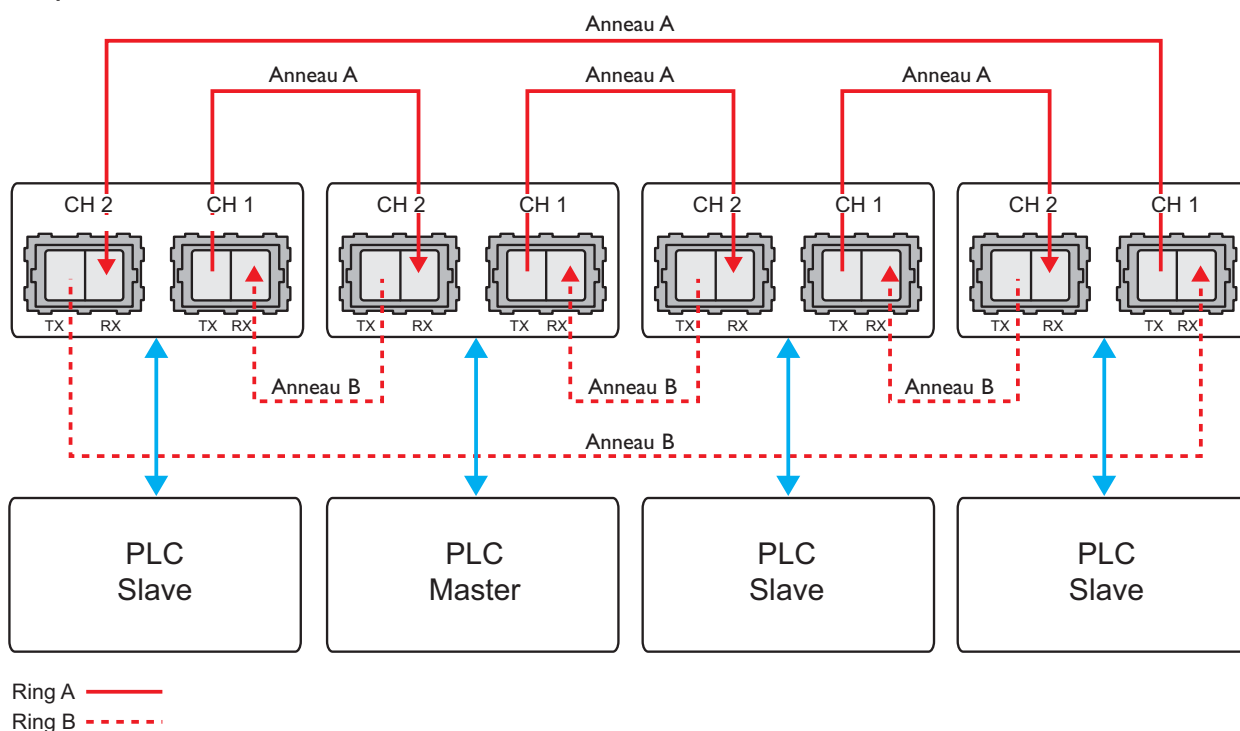 Anneau A
Anneau A
Anneau A
Anneau A
CH 2
CH 1
CH 2
CH 1
CH 2
CH 1
CH 2
CH 1
TX
RX
TX
RX
TX
RX
TX
RX
TX
RX
TX
RX
TX
RX
TX
RX
Anneau B
Anneau B
Anneau B
Anneau B
PLC
Slave
PLC
Master
PLC
Slave
PLC
Slave
Ring A
Ring B